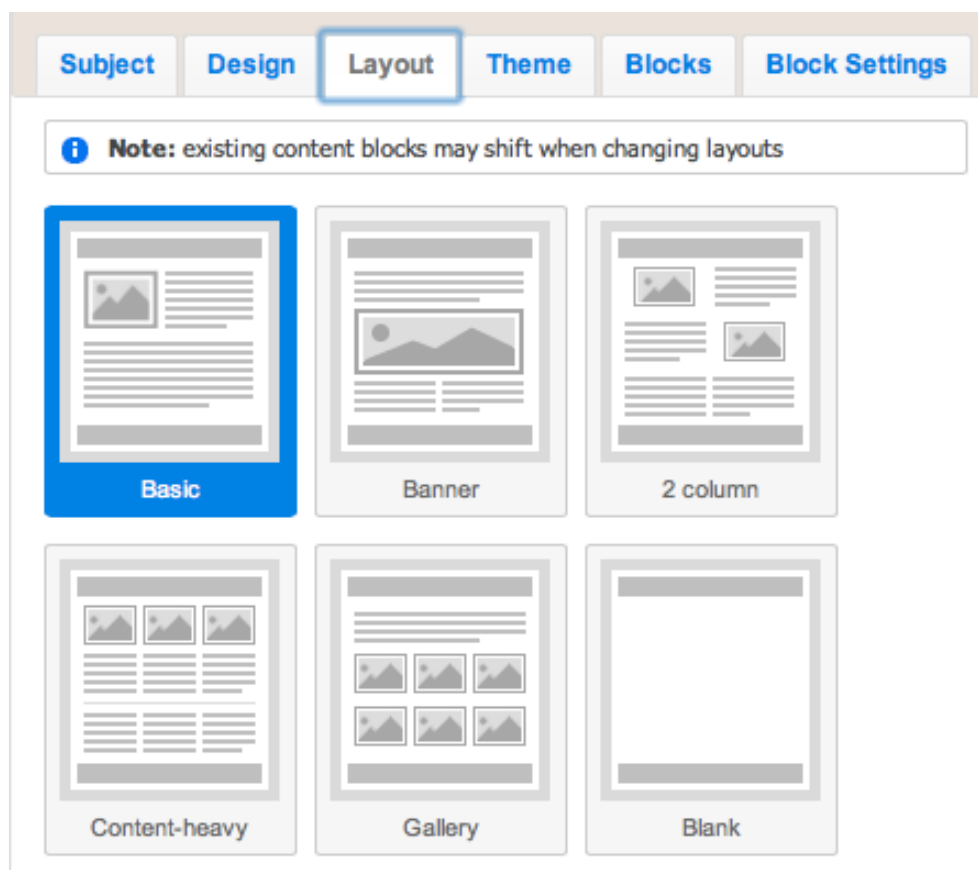 Subject Design Layout Theme Blocks Block Settings
Note: existing content blocks may shift when changing layouts
Basic Banner 2 column
Content-heavy Gallery Blank